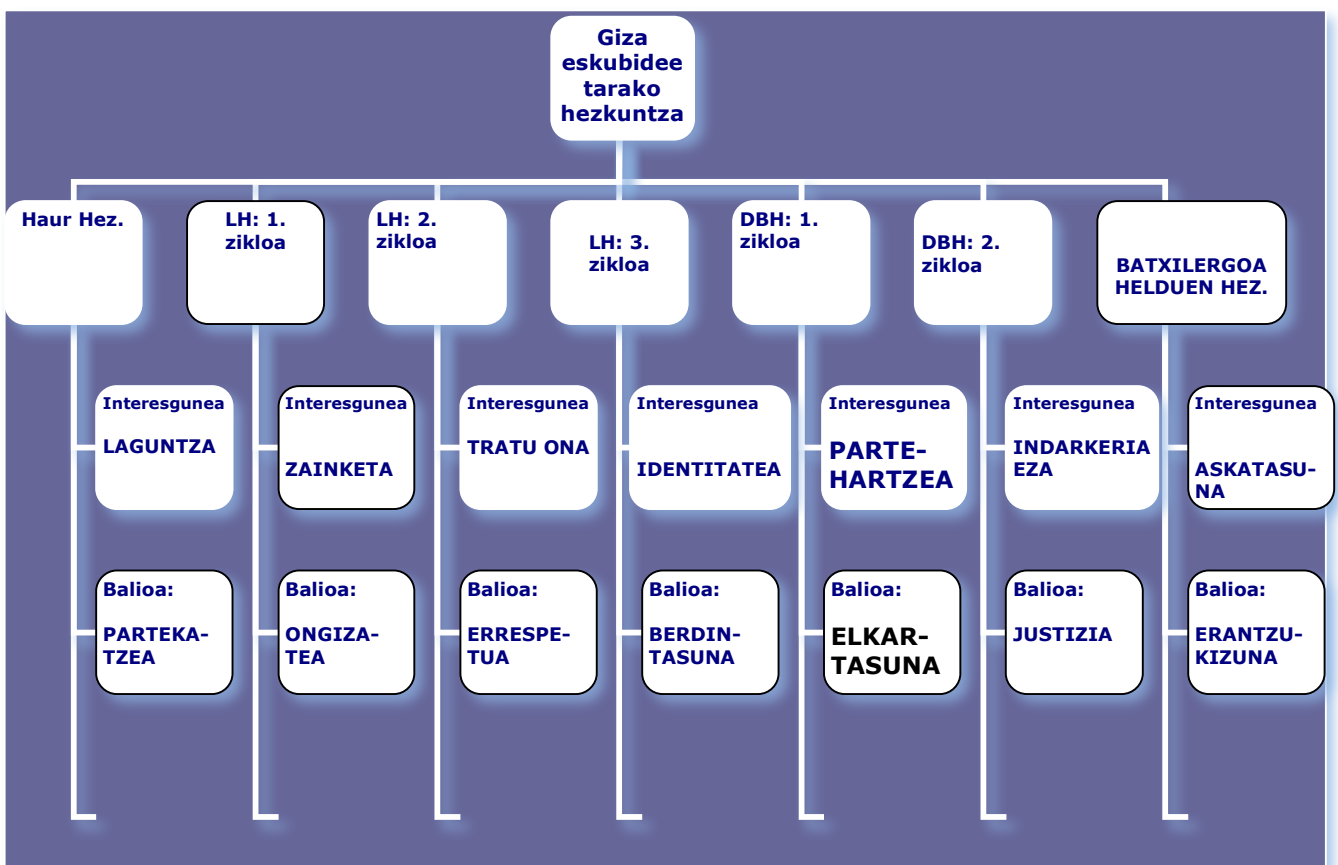 Giza
eskubidee
tarako
hezkuntza
Haur Hez.
LH: 1.
zikloa
LH: 2.
zikloa
LH: 3.
zikloa
DBH: 1.
zikloa
DBH: 2.
zikloa
BATXILERGOA
HELDUEN HEZ.
Interesgunea
LAGUNTZA
Interesgunea
ZAINKETA
Interesgunea
TRATU ONA
Interesgunea
IDENTITATEA
Interesgunea
PARTE-
HARTZEA
Interesgunea
INDARKERIA
EZA
Interesgunea
ASKATASU-
NA
Balioa:
PARTEKA-
TZEA
Balioa:
ONGIZA-
TEA
Balioa:
ERRESPE-
TUA
Balioa:
BERDIN-
TASUNA
Balioa:
ELKAR-
TASUNA
Balioa:
JUSTIZIA
Balioa:
ERANTZU-
KIZUNA